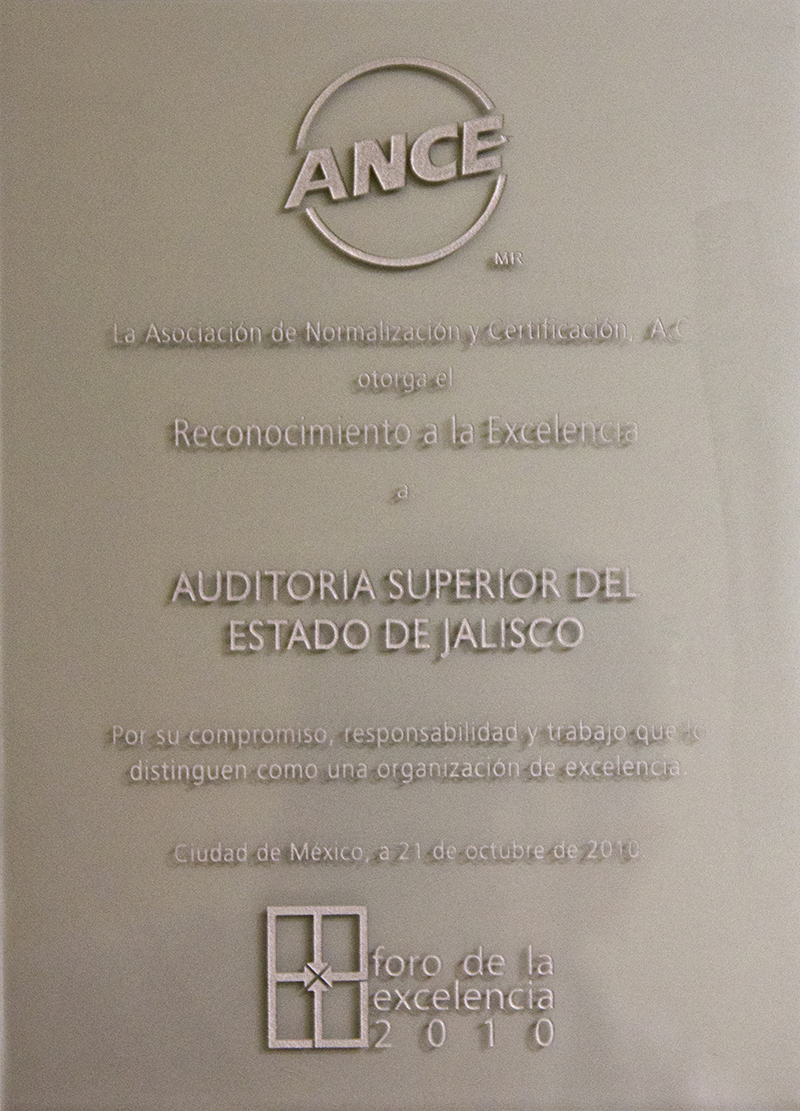 ANCE
MR
La Asociación de Normalización y Certificación, A.C
otorga el
Reconocimiento a la Excelencia
a
AUDITORIA SUPERIOR DEL
ESTADO DE JALISCO
Por su compromiso, responsabilidad y trabajo que
distinguen como una organización de excelencia.
Ciudad de México, a 21 de octubre de 2010
foro de la
excelencia
2010